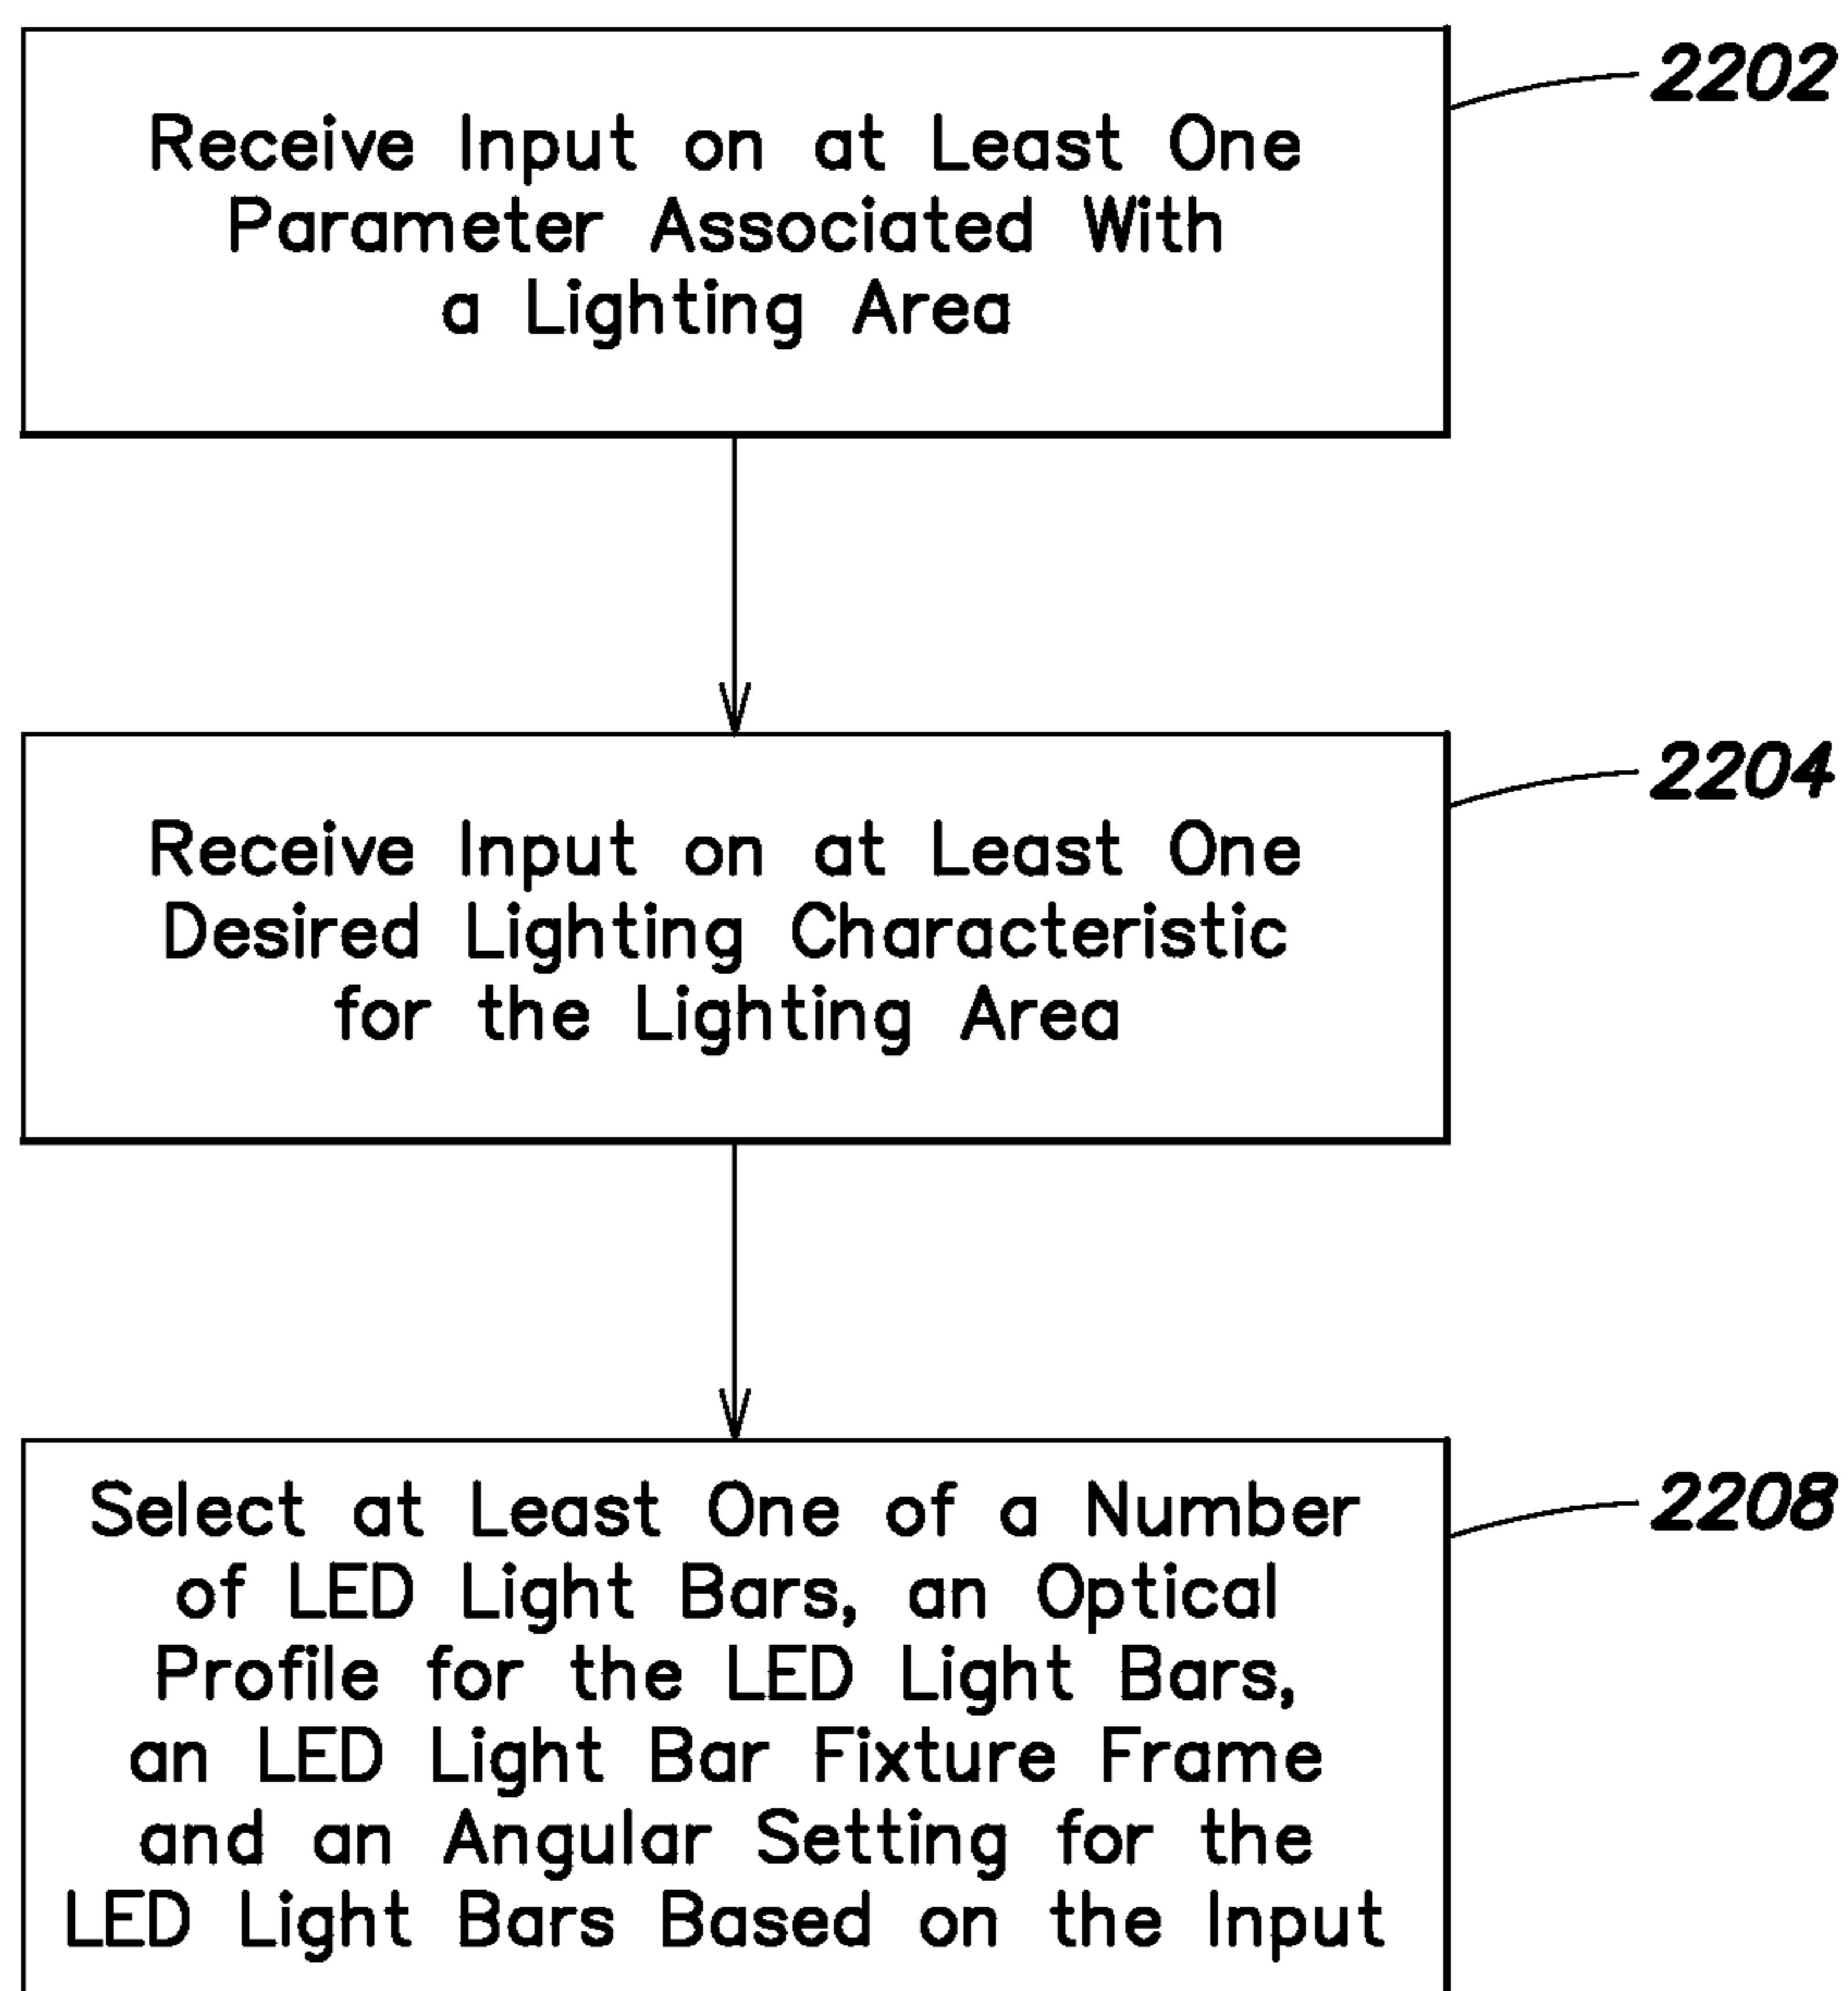 2202
Receive Input on at Least One
Parameter Associated With
a Lighting Area
2204
Receive Input on at Least One
Desired Lighting Characteristic
for the Lighting Area
2208
Select at Least One of a Number
of LED Light Bars, an Optical
Profile for the LED Light Bars,
an LED Light Bar Fixture Frame
and an Angular Setting for the
LED Light Bars Based on the Input